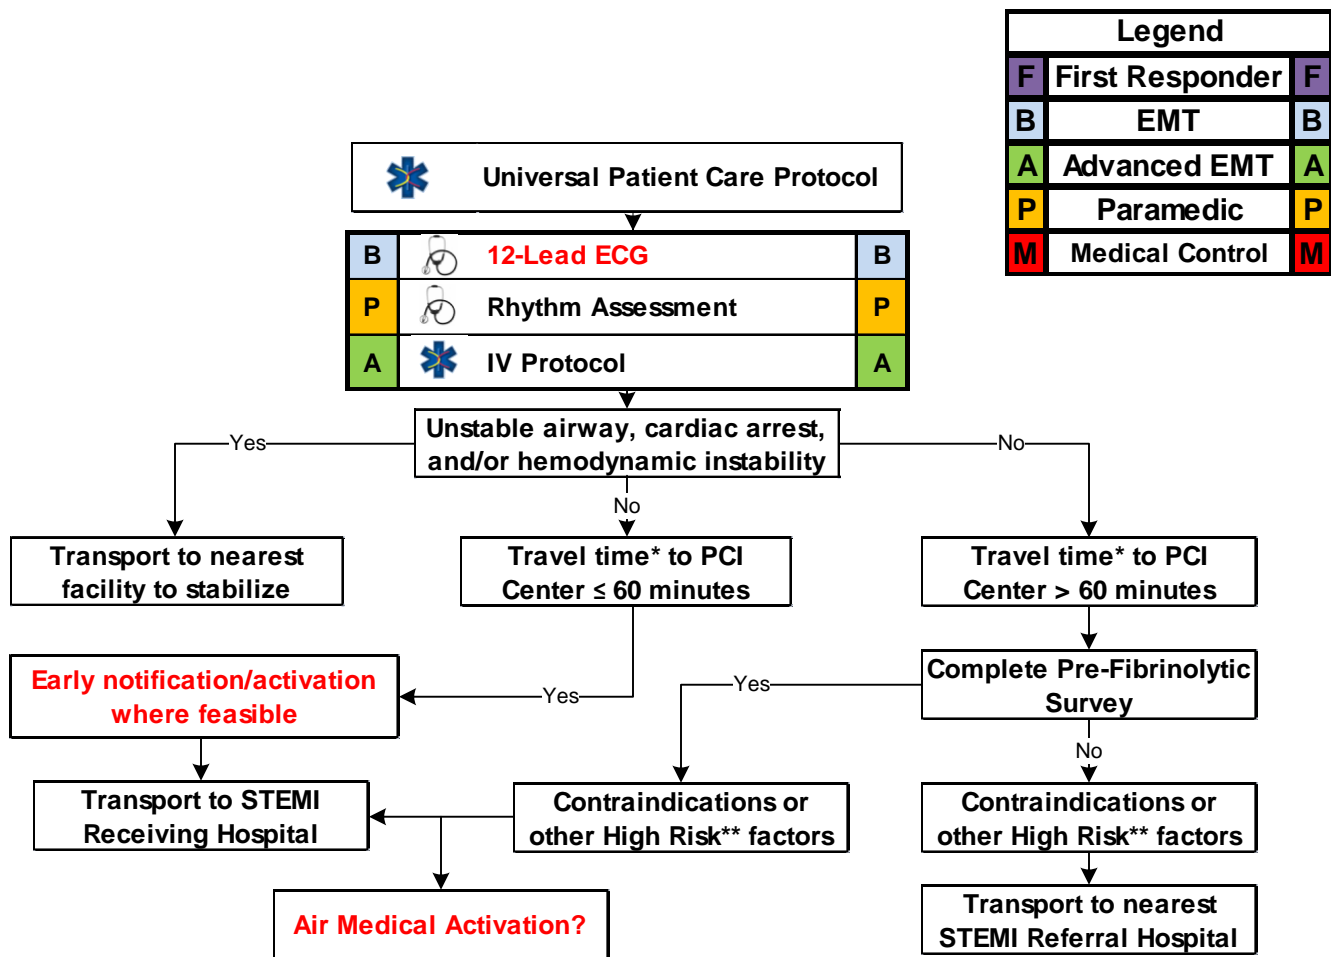 Legend
F First Responder F
B EMT B
A Advanced EMT A
P Paramedic P
M Medical Control M
Universal Patient Care Protocol
B 12-Lead ECG B
P Rhythm Assessment P
A IV Protocol A
Unstable airway, cardiac arrest,
and/or hemodynamic instability
Yes
No
No
Transport to nearest
facility to stabilize
Travel time* to PCI
Center ≤ 60 minutes
Travel time* to PCI
Center > 60 minutes
Early notification/activation
where feasible
Yes
Yes
Complete Pre-Fibrinolytic
Survey
No
Transport to STEMI
Receiving Hospital
Contraindications or
other High Risk** factors
Contraindications or
other High Risk** factors
Air Medical Activation?
Transport to nearest
STEMI Referral Hospital